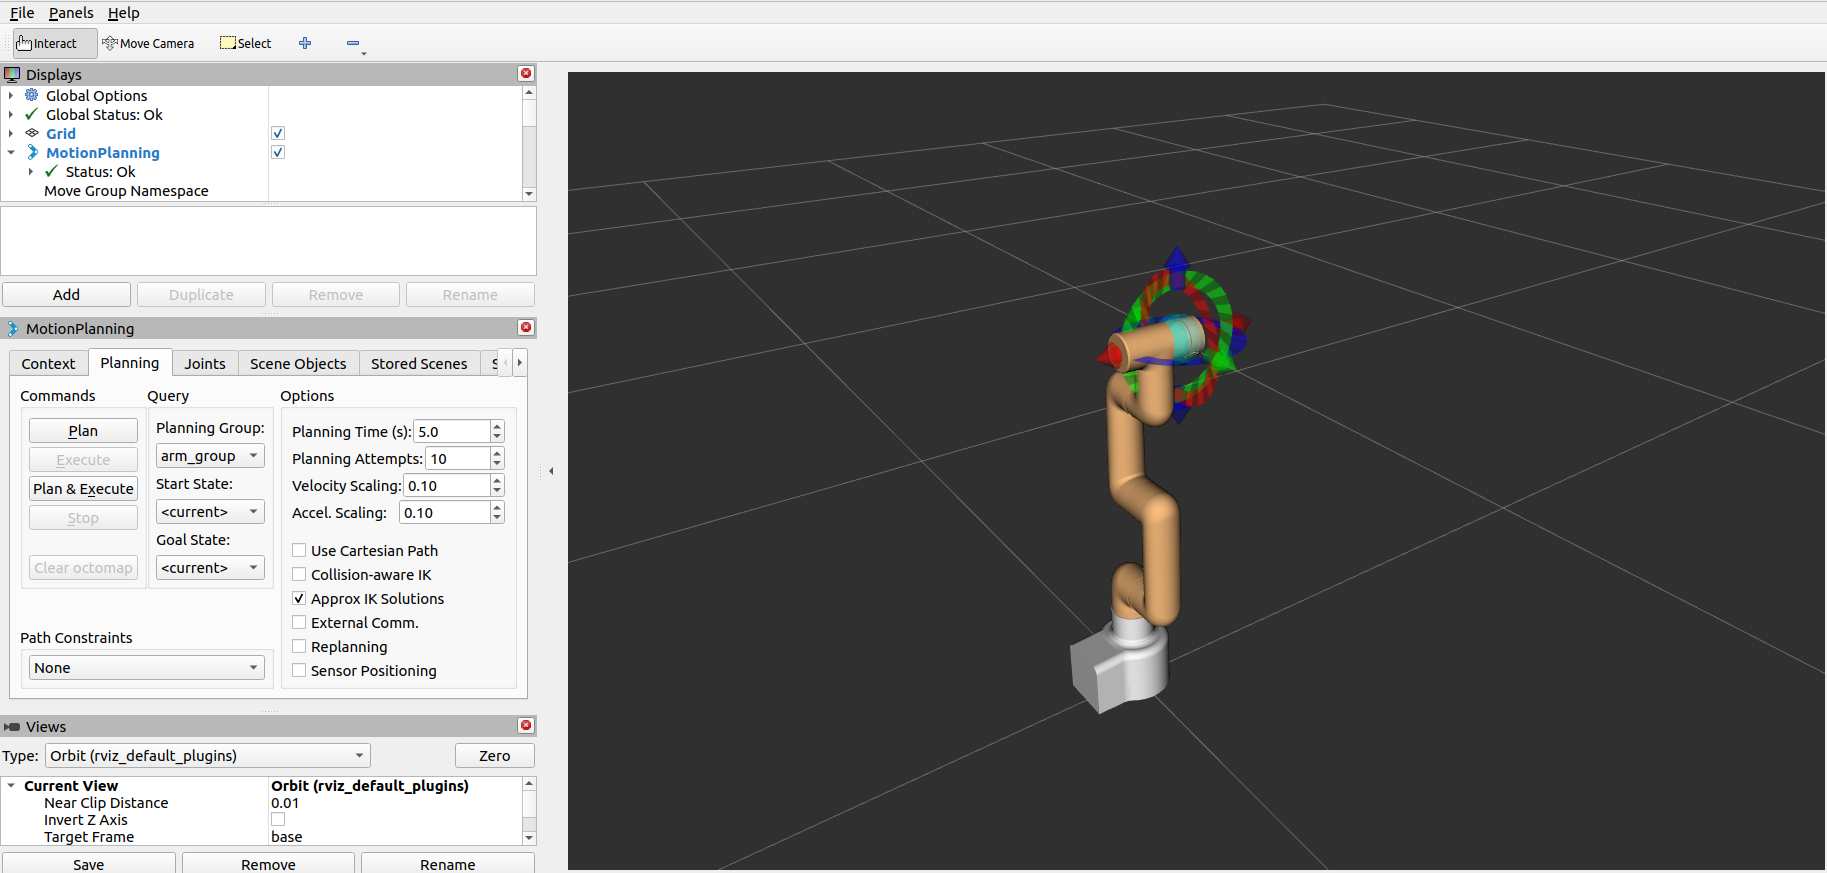 File Panels Help
Interact Move Camera Select
Displays
Global Options
Global Status: Ok
Grid
MotionPlanning
Status: Ok
Move Group Namespace
Add Duplicate Remove Rename
MotionPlanning
Context Planning Joints Scene Objects Stored Scenes
Commands Query Options
Plan
Execute
Plan & Execute
Stop
Clear octomap
Planning Group:
arm_group
Start State:
<current>
Goal State:
<current>
Planning Time (s): 5.0
Planning Attempts: 10
Velocity Scaling: 0.10
Accel. Scaling: 0.10
Use Cartesian Path
Collision-aware IK
Approx IK Solutions
External Comm.
Replanning
Sensor Positioning
Path Constraints
None
Views
Type: Orbit (rviz_default_plugins) Zero
Current View Orbit (rviz_default_plugins)
Near Clip Distance 0.01
Invert Z Axis
Target Frame base
Save Remove Rename